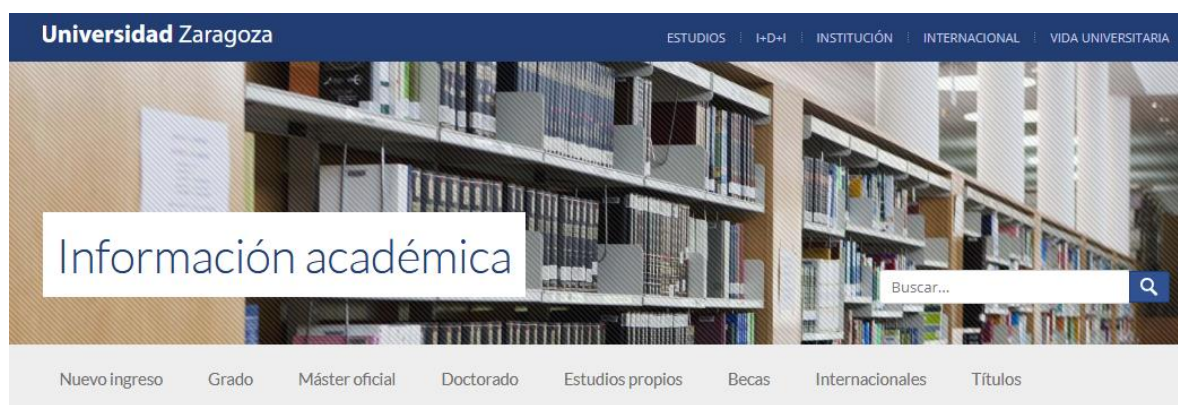 Universidad Zaragoza
ESTUDIOS I+D+I INSTITUCIÓN INTERNACIONAL VIDA UNIVERSITARIA
Información académica
Buscar...
Nuevo ingreso Grado Máster oficial Doctorado Estudios propios Becas Internacionales Títulos